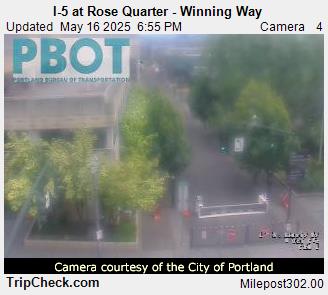 I-5 at Rose Quarter - Winning Way
Updated May 16 2025 6:55 PM Camera 4
PBOT
PORTLAND BUREAU OF TRANSPORTATION
Camera courtesy of the City of Portland
TripCheck.com Milepost302.00